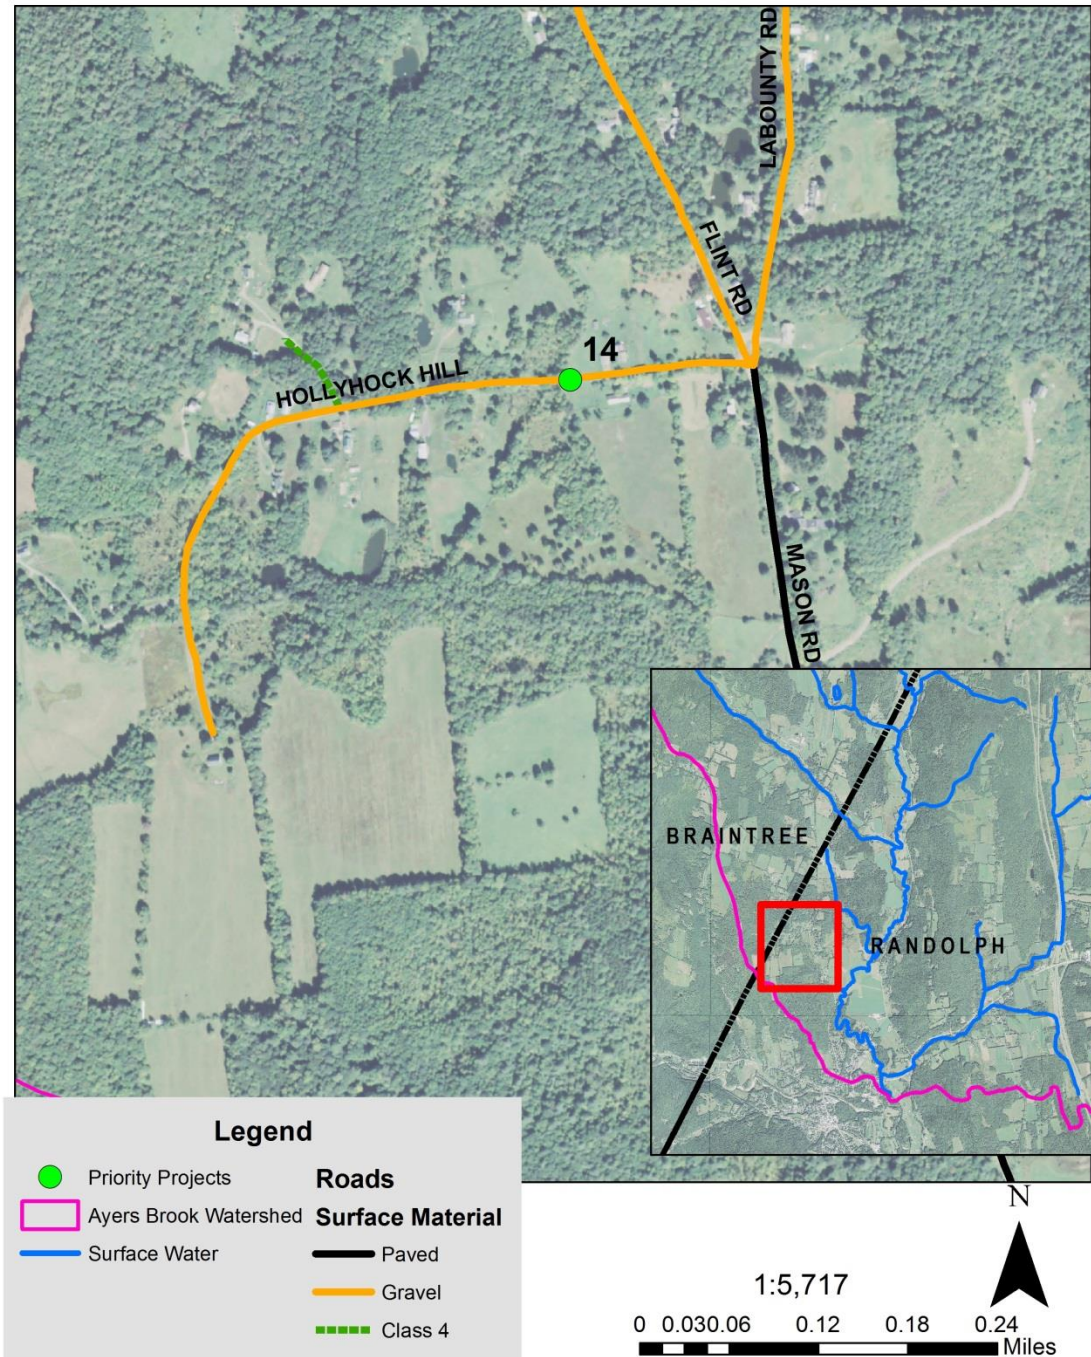 LABOUNTY RD
FLINT RD
14
HOLLYHOCK HILL
MASON RD
BRAINTREE
RANDOLPH
Legend
Priority Projects
Ayers Brook Watershed
Surface Water
Roads
Surface Material
Paved
Gravel
Class 4
N
1:5,717
0 0.030.06 0.12 0.18 0.24
Miles